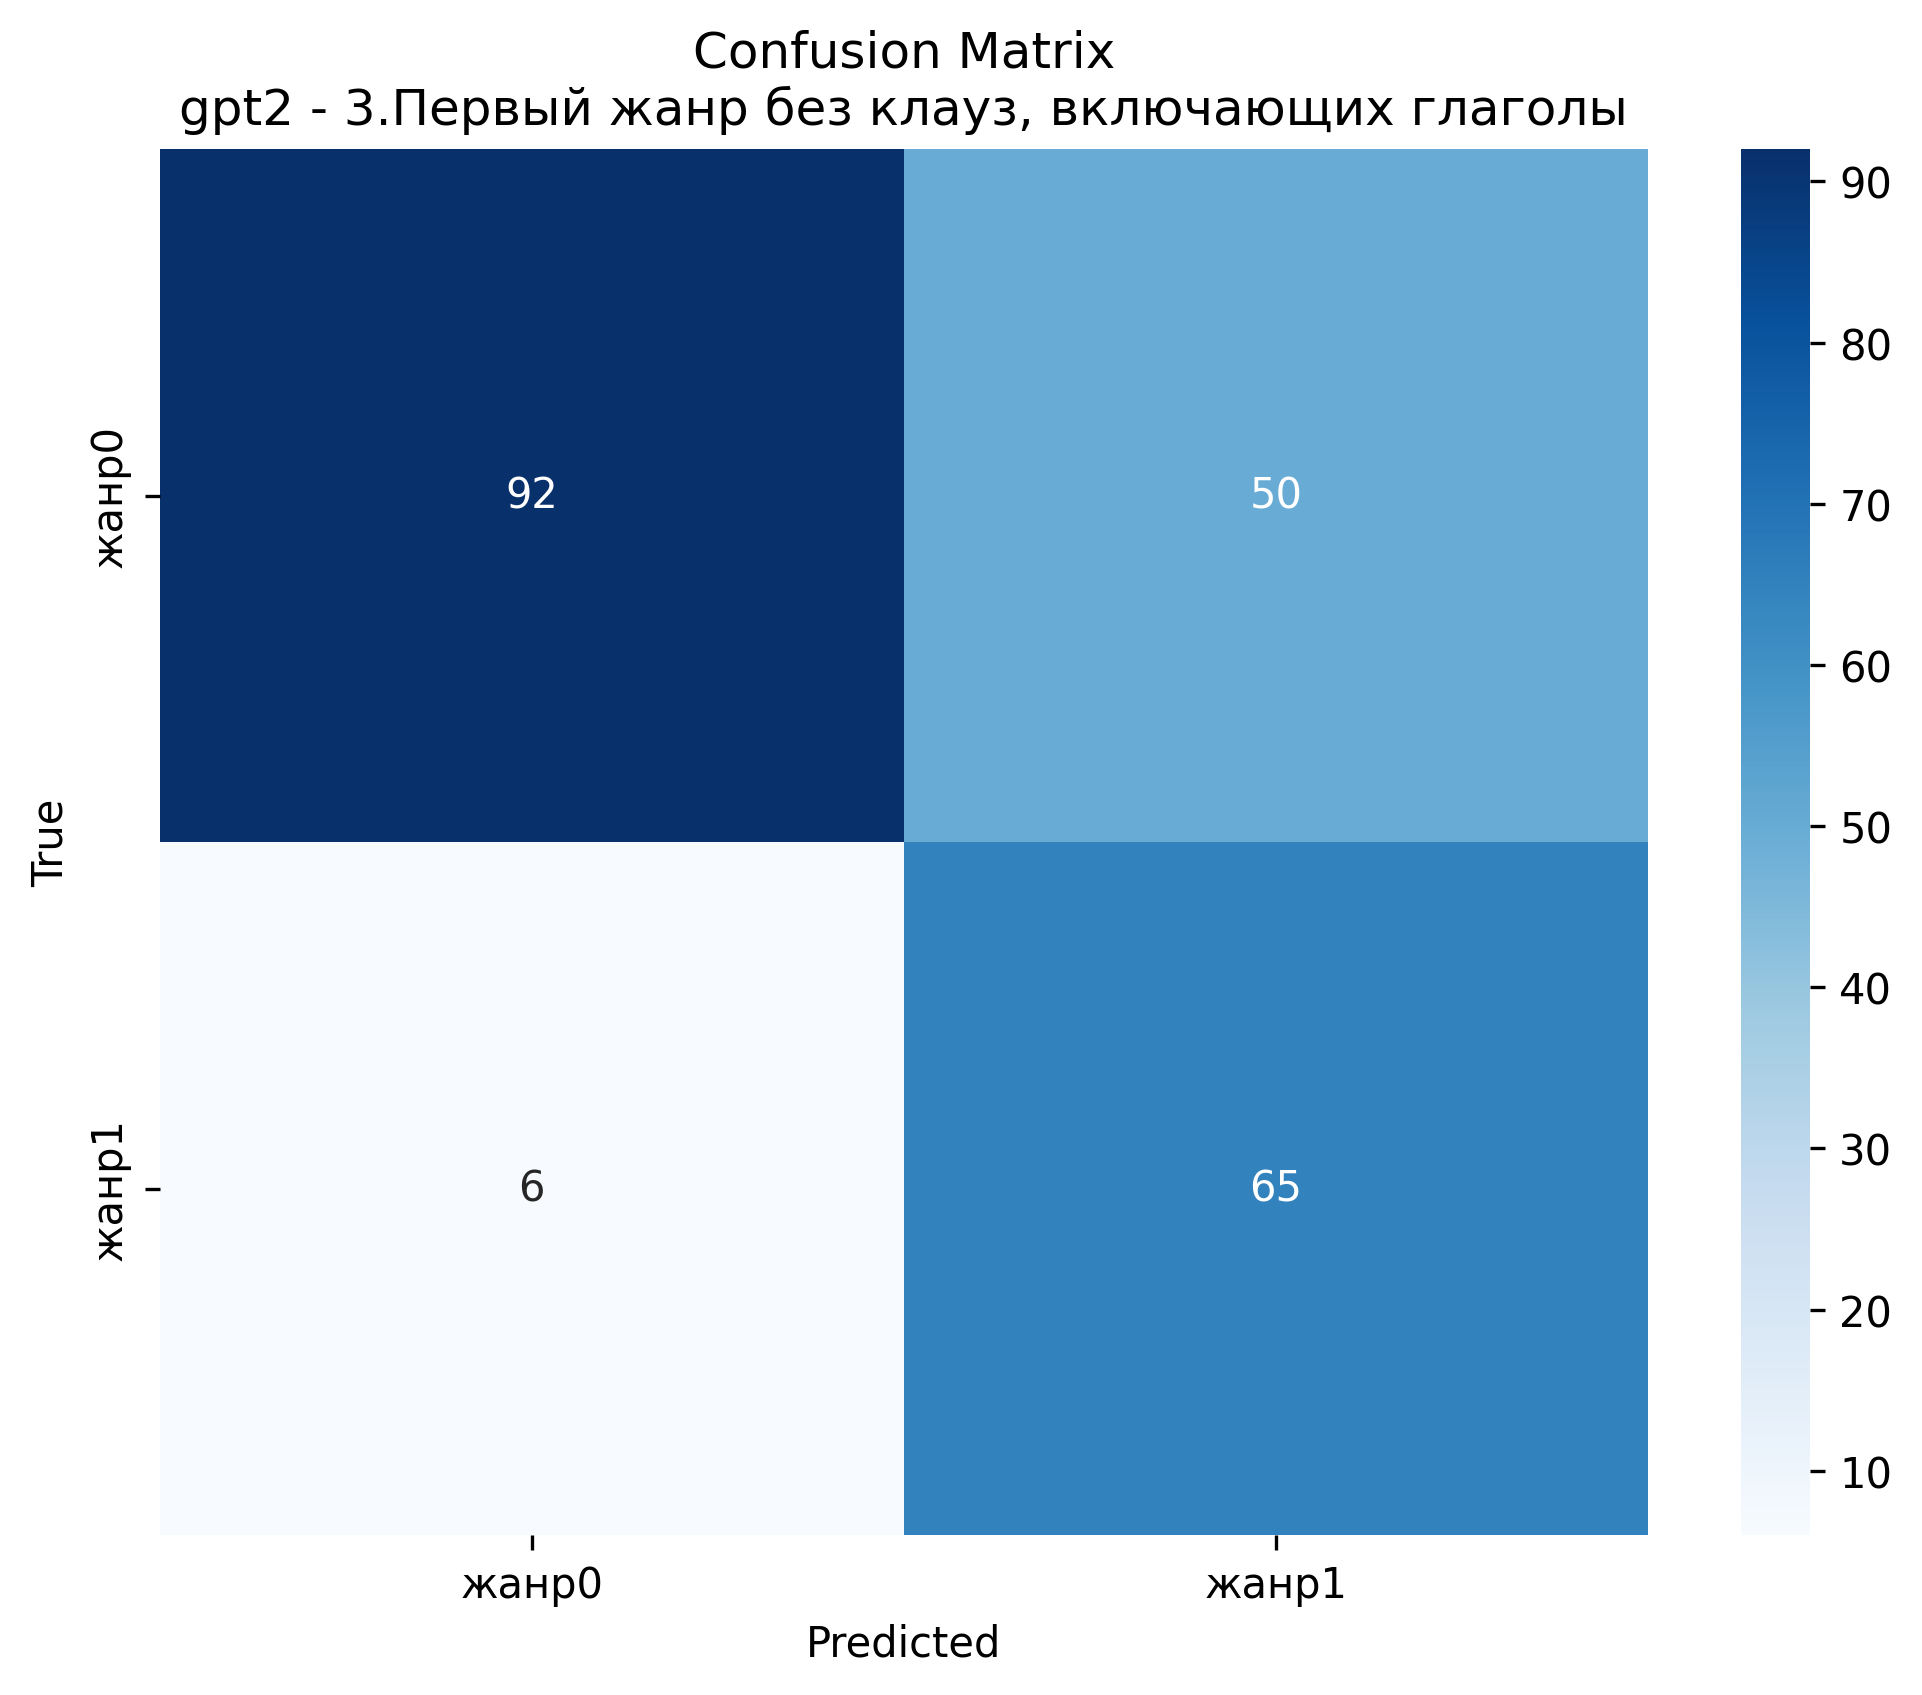 Confusion Matrix
gpt2 - 3.Первый жанр без клауз, включающих глаголы
True
жанр0
92
50
жанр1
6
65
жанр0
жанр1
Predicted
90
80
70
60
50
40
30
20
10